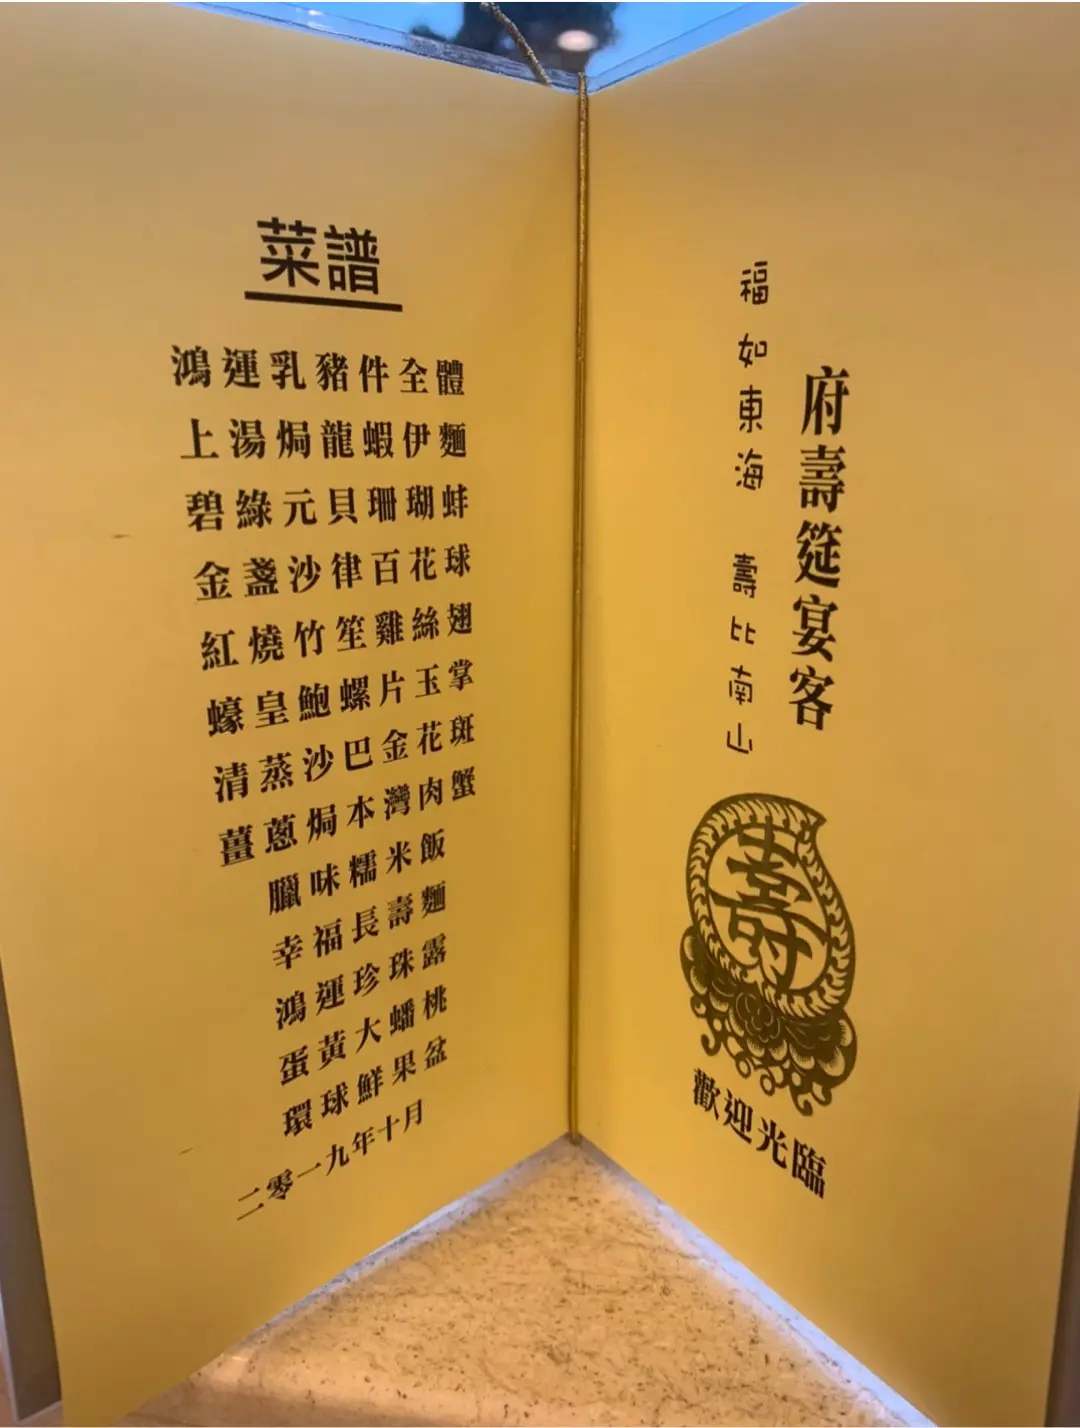 菜譜
鴻運乳豬件全體
上湯焗龍蝦伊麵
碧綠元貝珊瑚蚌
金盞沙律百花球
紅燒竹笙雞絲翅
蠔皇鮑螺片玉掌
清蒸沙巴金花斑
薑蔥焗本灣肉蟹
臘味糯米飯
幸福長壽麵
鴻運珍珠露
蛋黃大蟠桃
環球鮮果盆
二零一九年十月
府壽筵宴客
福如東海 壽比南山
壽
歡迎光臨